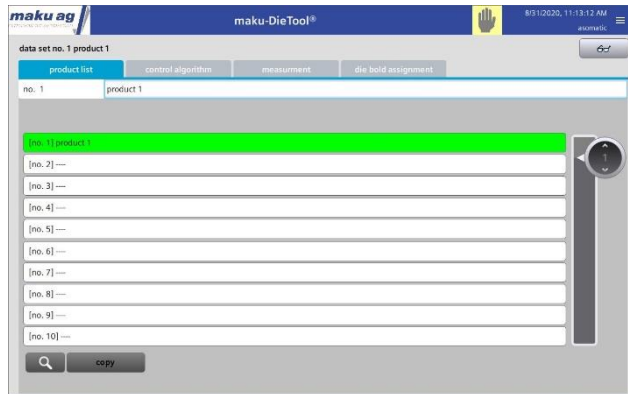 maku ag
maku-DieTool®
8/31/2020, 11:13:12 AM
asomatic
data set no. 1 product 1
product list
control algorithm
measurment
die bold assignment
no. 1
product 1
[no. 1] product 1
1
[no. 2] ---
[no. 3] ---
[no. 4] ---
[no. 5] ---
[no. 6] ---
[no. 7] ---
[no. 8] ---
[no. 9] ---
[no. 10] ---
copy